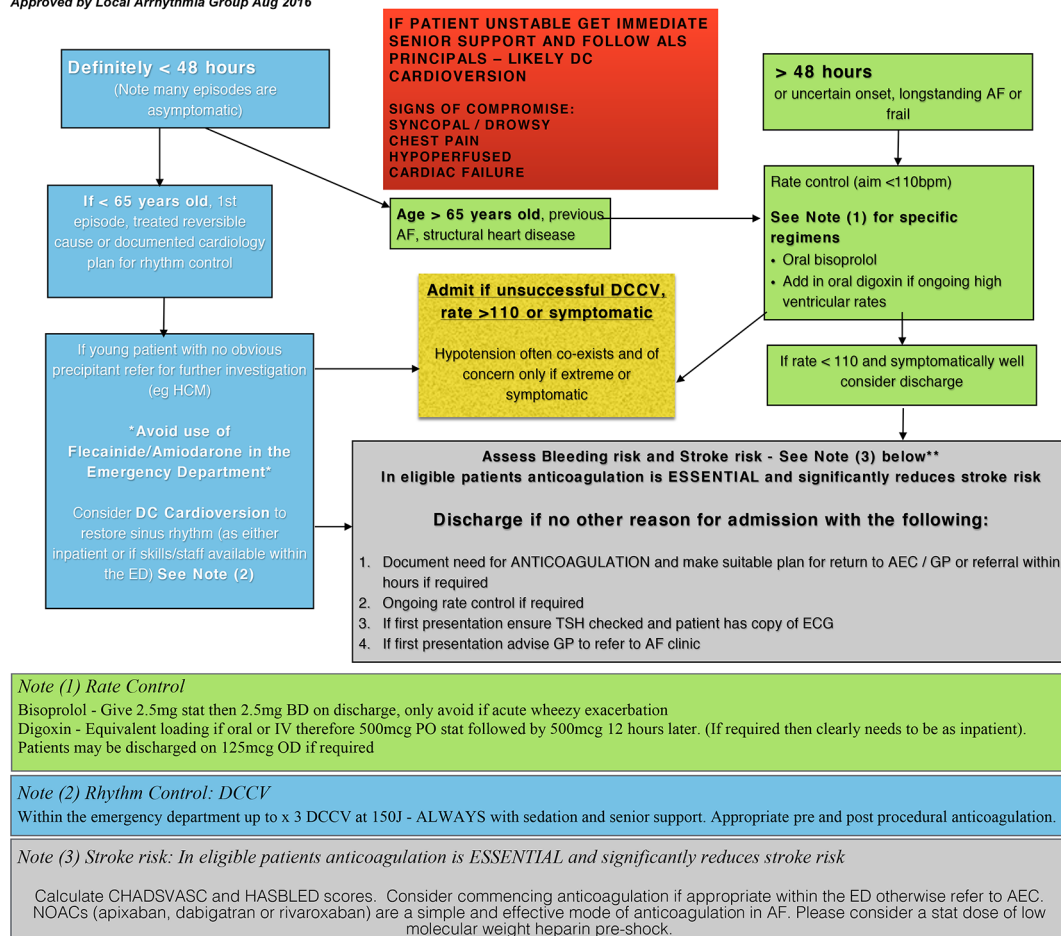 Approved by Local Arrhythmia Group Aug 2016
IF PATIENT UNSTABLE GET IMMEDIATE
SENIOR SUPPORT AND FOLLOW ALS
PRINCIPALS – LIKELY DC
CARDIOVERSION
SIGNS OF COMPROMISE:
SYNCOPAL / DROWSY
CHEST PAIN
HYPOPERFUSED
CARDIAC FAILURE
Definitely < 48 hours
(Note many episodes are
asymptomatic)
> 48 hours
or uncertain onset, longstanding AF or
frail
If < 65 years old, 1st
episode, treated reversible
cause or documented cardiology
plan for rhythm control
Age > 65 years old, previous
AF, structural heart disease
Rate control (aim <110bpm)
See Note (1) for specific
regimens
• Oral bisoprolol
• Add in oral digoxin if ongoing high
ventricular rates
Admit if unsuccessful DCCV,
rate >110 or symptomatic
Hypotension often co-exists and of
concern only if extreme or
symptomatic
If young patient with no obvious
precipitant refer for further investigation
(eg HCM)
*Avoid use of
Flecainide/Amiodarone in the
Emergency Department*
Consider DC Cardioversion to
restore sinus rhythm (as either
inpatient or if skills/staff available within
the ED) See Note (2)
If rate < 110 and symptomatically well
consider discharge
Assess Bleeding risk and Stroke risk - See Note (3) below**
In eligible patients anticoagulation is ESSENTIAL and significantly reduces stroke risk
Discharge if no other reason for admission with the following:
1. Document need for ANTICOAGULATION and make suitable plan for return to AEC / GP or referral within
hours if required
2. Ongoing rate control if required
3. If first presentation ensure TSH checked and patient has copy of ECG
4. If first presentation advise GP to refer to AF clinic
Note (1) Rate Control
Bisoprolol - Give 2.5mg stat then 2.5mg BD on discharge, only avoid if acute wheezy exacerbation
Digoxin - Equivalent loading if oral or IV therefore 500mcg PO stat followed by 500mcg 12 hours later. (If required then clearly needs to be as inpatient).
Patients may be discharged on 125mcg OD if required
Note (2) Rhythm Control: DCCV
Within the emergency department up to x 3 DCCV at 150J - ALWAYS with sedation and senior support. Appropriate pre and post procedural anticoagulation.
Note (3) Stroke risk: In eligible patients anticoagulation is ESSENTIAL and significantly reduces stroke risk
Calculate CHADSVASC and HASBLED scores. Consider commencing anticoagulation if appropriate within the ED otherwise refer to AEC.
NOACs (apixaban, dabigatran or rivaroxaban) are a simple and effective mode of anticoagulation in AF. Please consider a stat dose of low
molecular weight heparin pre-shock.